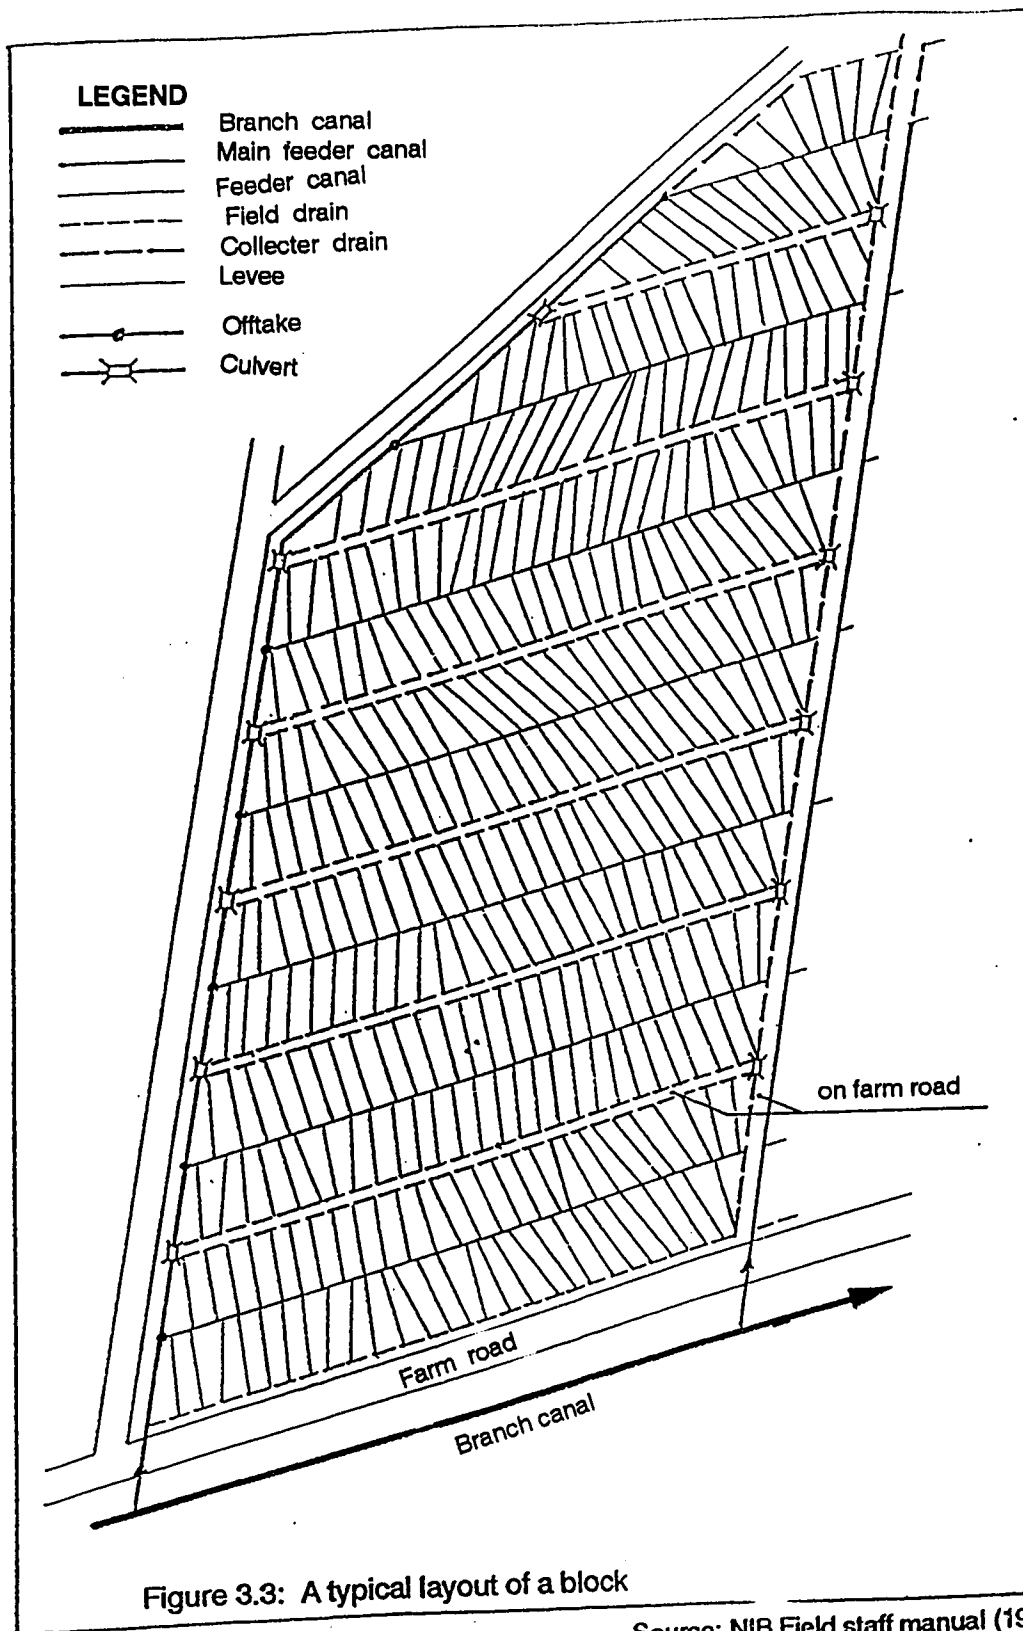 LEGEND
Branch canal
Main feeder canal
Feeder canal
Field drain
Collecter drain
Levee
Offtake
Culvert
on farm road
Farm road
Branch canal
Figure 3.3: A typical layout of a block
Source: NIB Field staff manual (19